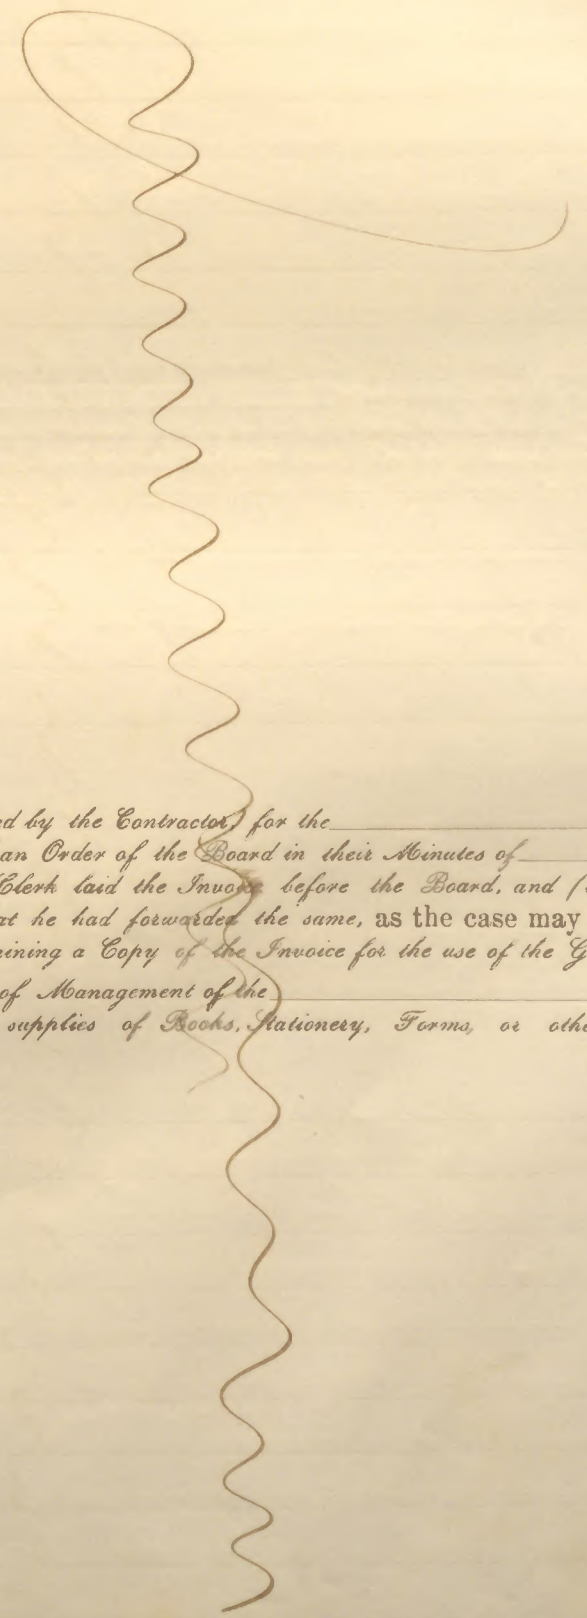 ed by the Contractor, for the
an Order of the Board in their Minutes of
Clerk laid the Invoice before the Board, and (
at he had forwarded the same, as the case may
ining a Copy of the Invoice for the use of the G
of Management of the
supplies of Books, Stationery, Forms, or othe